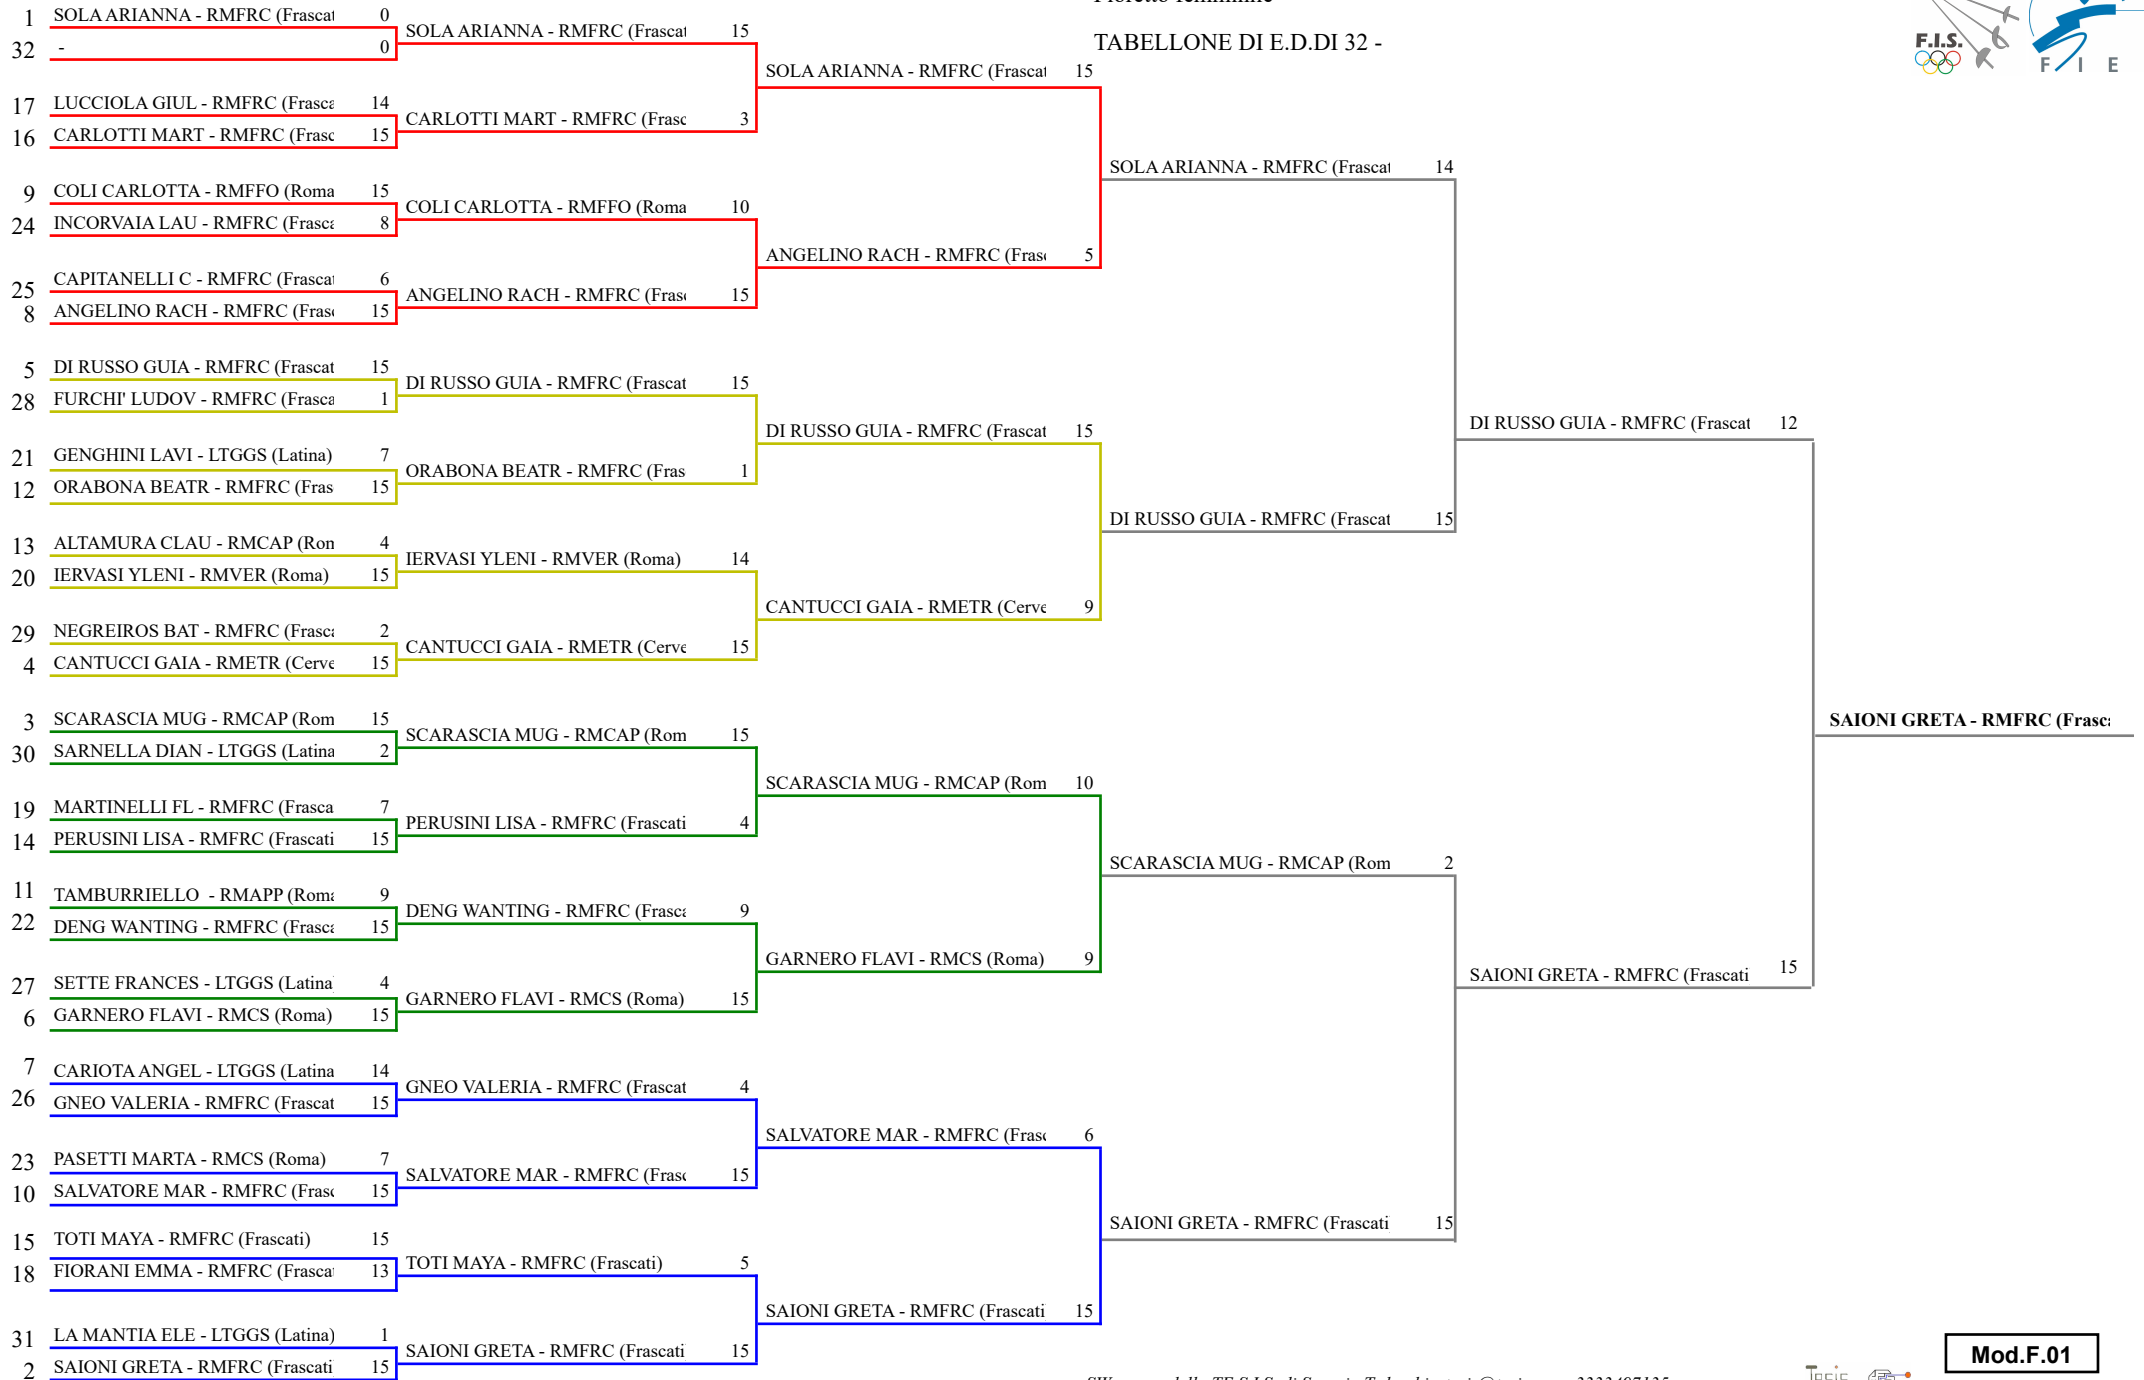 TABELLONE DI E.D.DI 32 -
F.I.S.
F I E
1 SOLA ARIANNA - RMFRC (Frascat 0
32 - 0
17 LUCCIOLA GIUL - RMFRC (Frasca 14
16 CARLOTTI MART - RMFRC (Frasc 15
9 COLI CARLOTTA - RMFFO (Roma 15
24 INCORVAIA LAU - RMFRC (Frasca 8
25 CAPITANELLI C - RMFRC (Frascat 6
8 ANGELINO RACH - RMFRC (Frasc 15
5 DI RUSSO GUIA - RMFRC (Frascat 15
28 FURCHI' LUDOV - RMFRC (Frasca 1
21 GENGHINI LAVI - LTGGS (Latina) 7
12 ORABONA BEATR - RMFRC (Fras 15
13 ALTAMURA CLAU - RMCAP (Rom 4
20 IERVASI YLENI - RMVER (Roma) 15
29 NEGREIROS BAT - RMFRC (Frasca 2
4 CANTUCCI GAIA - RMETR (Cerve 15
3 SCARASCIA MUG - RMCAP (Rom 15
30 SARNELLA DIAN - LTGGS (Latina 2
19 MARTINELLI FL - RMFRC (Frasca 7
14 PERUSINI LISA - RMFRC (Frascati 15
11 TAMBURRIELLO - RMAPP (Roma 9
22 DENG WANTING - RMFRC (Frasca 15
27 SETTE FRANCES - LTGGS (Latina) 4
6 GARNERO FLAVI - RMCS (Roma) 15
7 CARIOTA ANGEL - LTGGS (Latina 14
26 GNEO VALERIA - RMFRC (Frascat 15
23 PASETTI MARTA - RMCS (Roma) 7
10 SALVATORE MAR - RMFRC (Frasc 15
15 TOTI MAYA - RMFRC (Frascati) 15
18 FIORANI EMMA - RMFRC (Frascat 13
31 LA MANTIA ELE - LTGGS (Latina) 1
2 SAIONI GRETA - RMFRC (Frascati 15
SOLA ARIANNA - RMFRC (Frascat 15
CARLOTTI MART - RMFRC (Frasc 3
COLI CARLOTTA - RMFFO (Roma 10
ANGELINO RACH - RMFRC (Frasc 15
DI RUSSO GUIA - RMFRC (Frascat 15
ORABONA BEATR - RMFRC (Fras 1
IERVASI YLENI - RMVER (Roma) 14
CANTUCCI GAIA - RMETR (Cerve 15
SCARASCIA MUG - RMCAP (Rom 15
PERUSINI LISA - RMFRC (Frascati 4
DENG WANTING - RMFRC (Frasca 9
GARNERO FLAVI - RMCS (Roma) 15
GNEO VALERIA - RMFRC (Frascat 4
SALVATORE MAR - RMFRC (Frasc 15
TOTI MAYA - RMFRC (Frascati) 5
SAIONI GRETA - RMFRC (Frascati 15
SOLA ARIANNA - RMFRC (Frascat 15
ANGELINO RACH - RMFRC (Frasc 5
DI RUSSO GUIA - RMFRC (Frascat 15
CANTUCCI GAIA - RMETR (Cerve 9
SCARASCIA MUG - RMCAP (Rom 10
GARNERO FLAVI - RMCS (Roma) 9
SALVATORE MAR - RMFRC (Frasc 6
SAIONI GRETA - RMFRC (Frascati 15
SOLA ARIANNA - RMFRC (Frascat 14
DI RUSSO GUIA - RMFRC (Frascat 15
SCARASCIA MUG - RMCAP (Rom 2
SAIONI GRETA - RMFRC (Frascati 15
DI RUSSO GUIA - RMFRC (Frascat 12
SAIONI GRETA - RMFRC (Frascati 15
SAIONI GRETA - RMFRC (Frasca
Mod.F.01